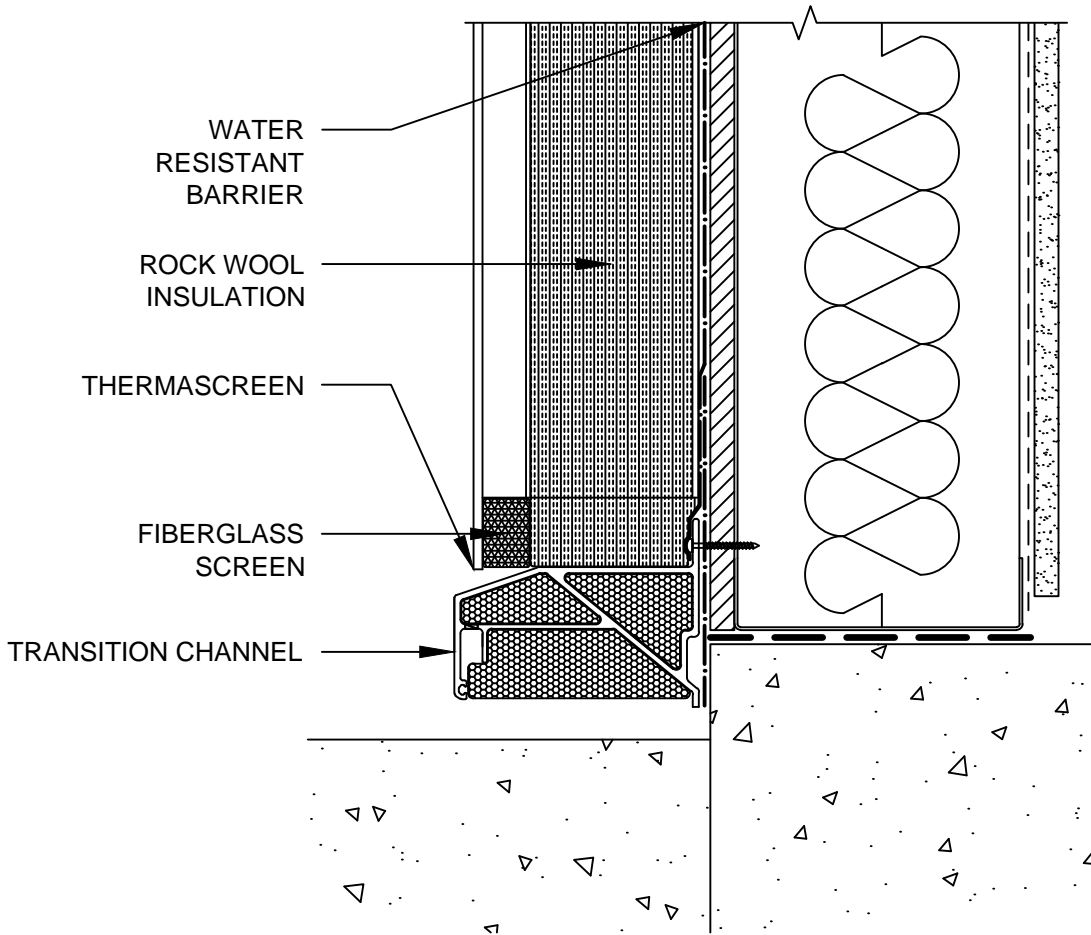 WATER
RESISTANT
BARRIER
ROCK WOOL
INSULATION
THERMASCREEN
FIBERGLASS
SCREEN
TRANSITION CHANNEL